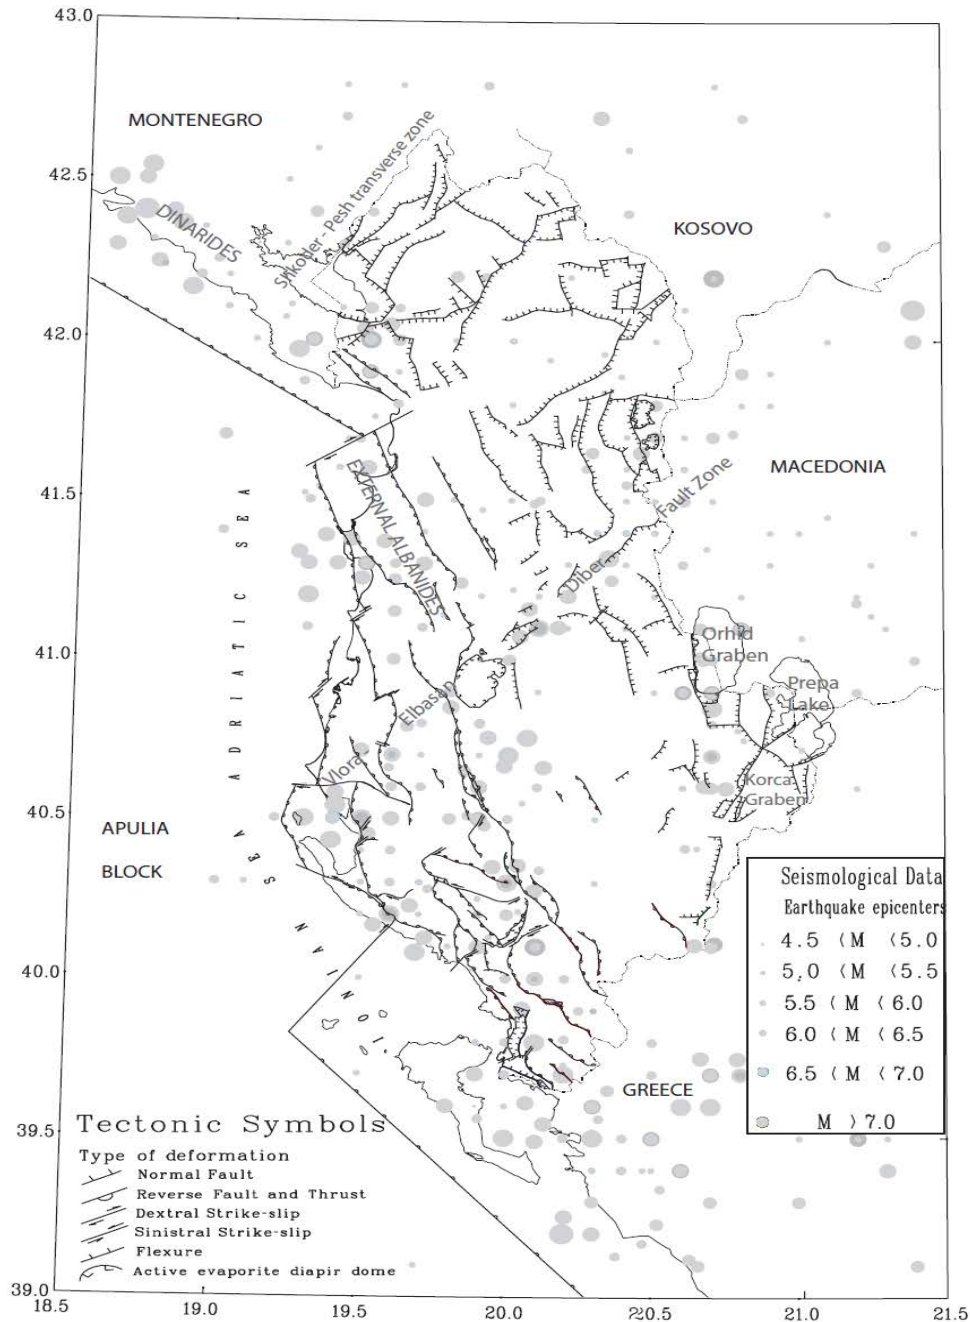 43.0
MONTENEGRO
42.5
Shkoder - Pesh transverse zone
DINARIDES
KOSOVO
42.0
EXTERNAL ALBANIDES
MACEDONIA
41.5
Fault Zone
Diber
ADRIATIC SEA
41.0
Orhid
Graben
Prepa
Lake
Elbasan
Vlora
Korca
Graben
40.5
APULIA
BLOCK
IONIAN SEA
40.0
GREECE
Seismological Data
Earthquake epicenters
4.5 ⟨ M ⟨ 5.0
5.0 ⟨ M ⟨ 5.5
5.5 ⟨ M ⟨ 6.0
6.0 ⟨ M ⟨ 6.5
6.5 ⟨ M ⟨ 7.0
M ⟩ 7.0
39.5
Tectonic Symbols
Type of deformation
Normal Fault
Reverse Fault and Thrust
Dextral Strike-slip
Sinistral Strike-slip
Flexure
Active evaporite diapir dome
39.0
18.5 19.0 19.5 20.0 20.5 21.0 21.5